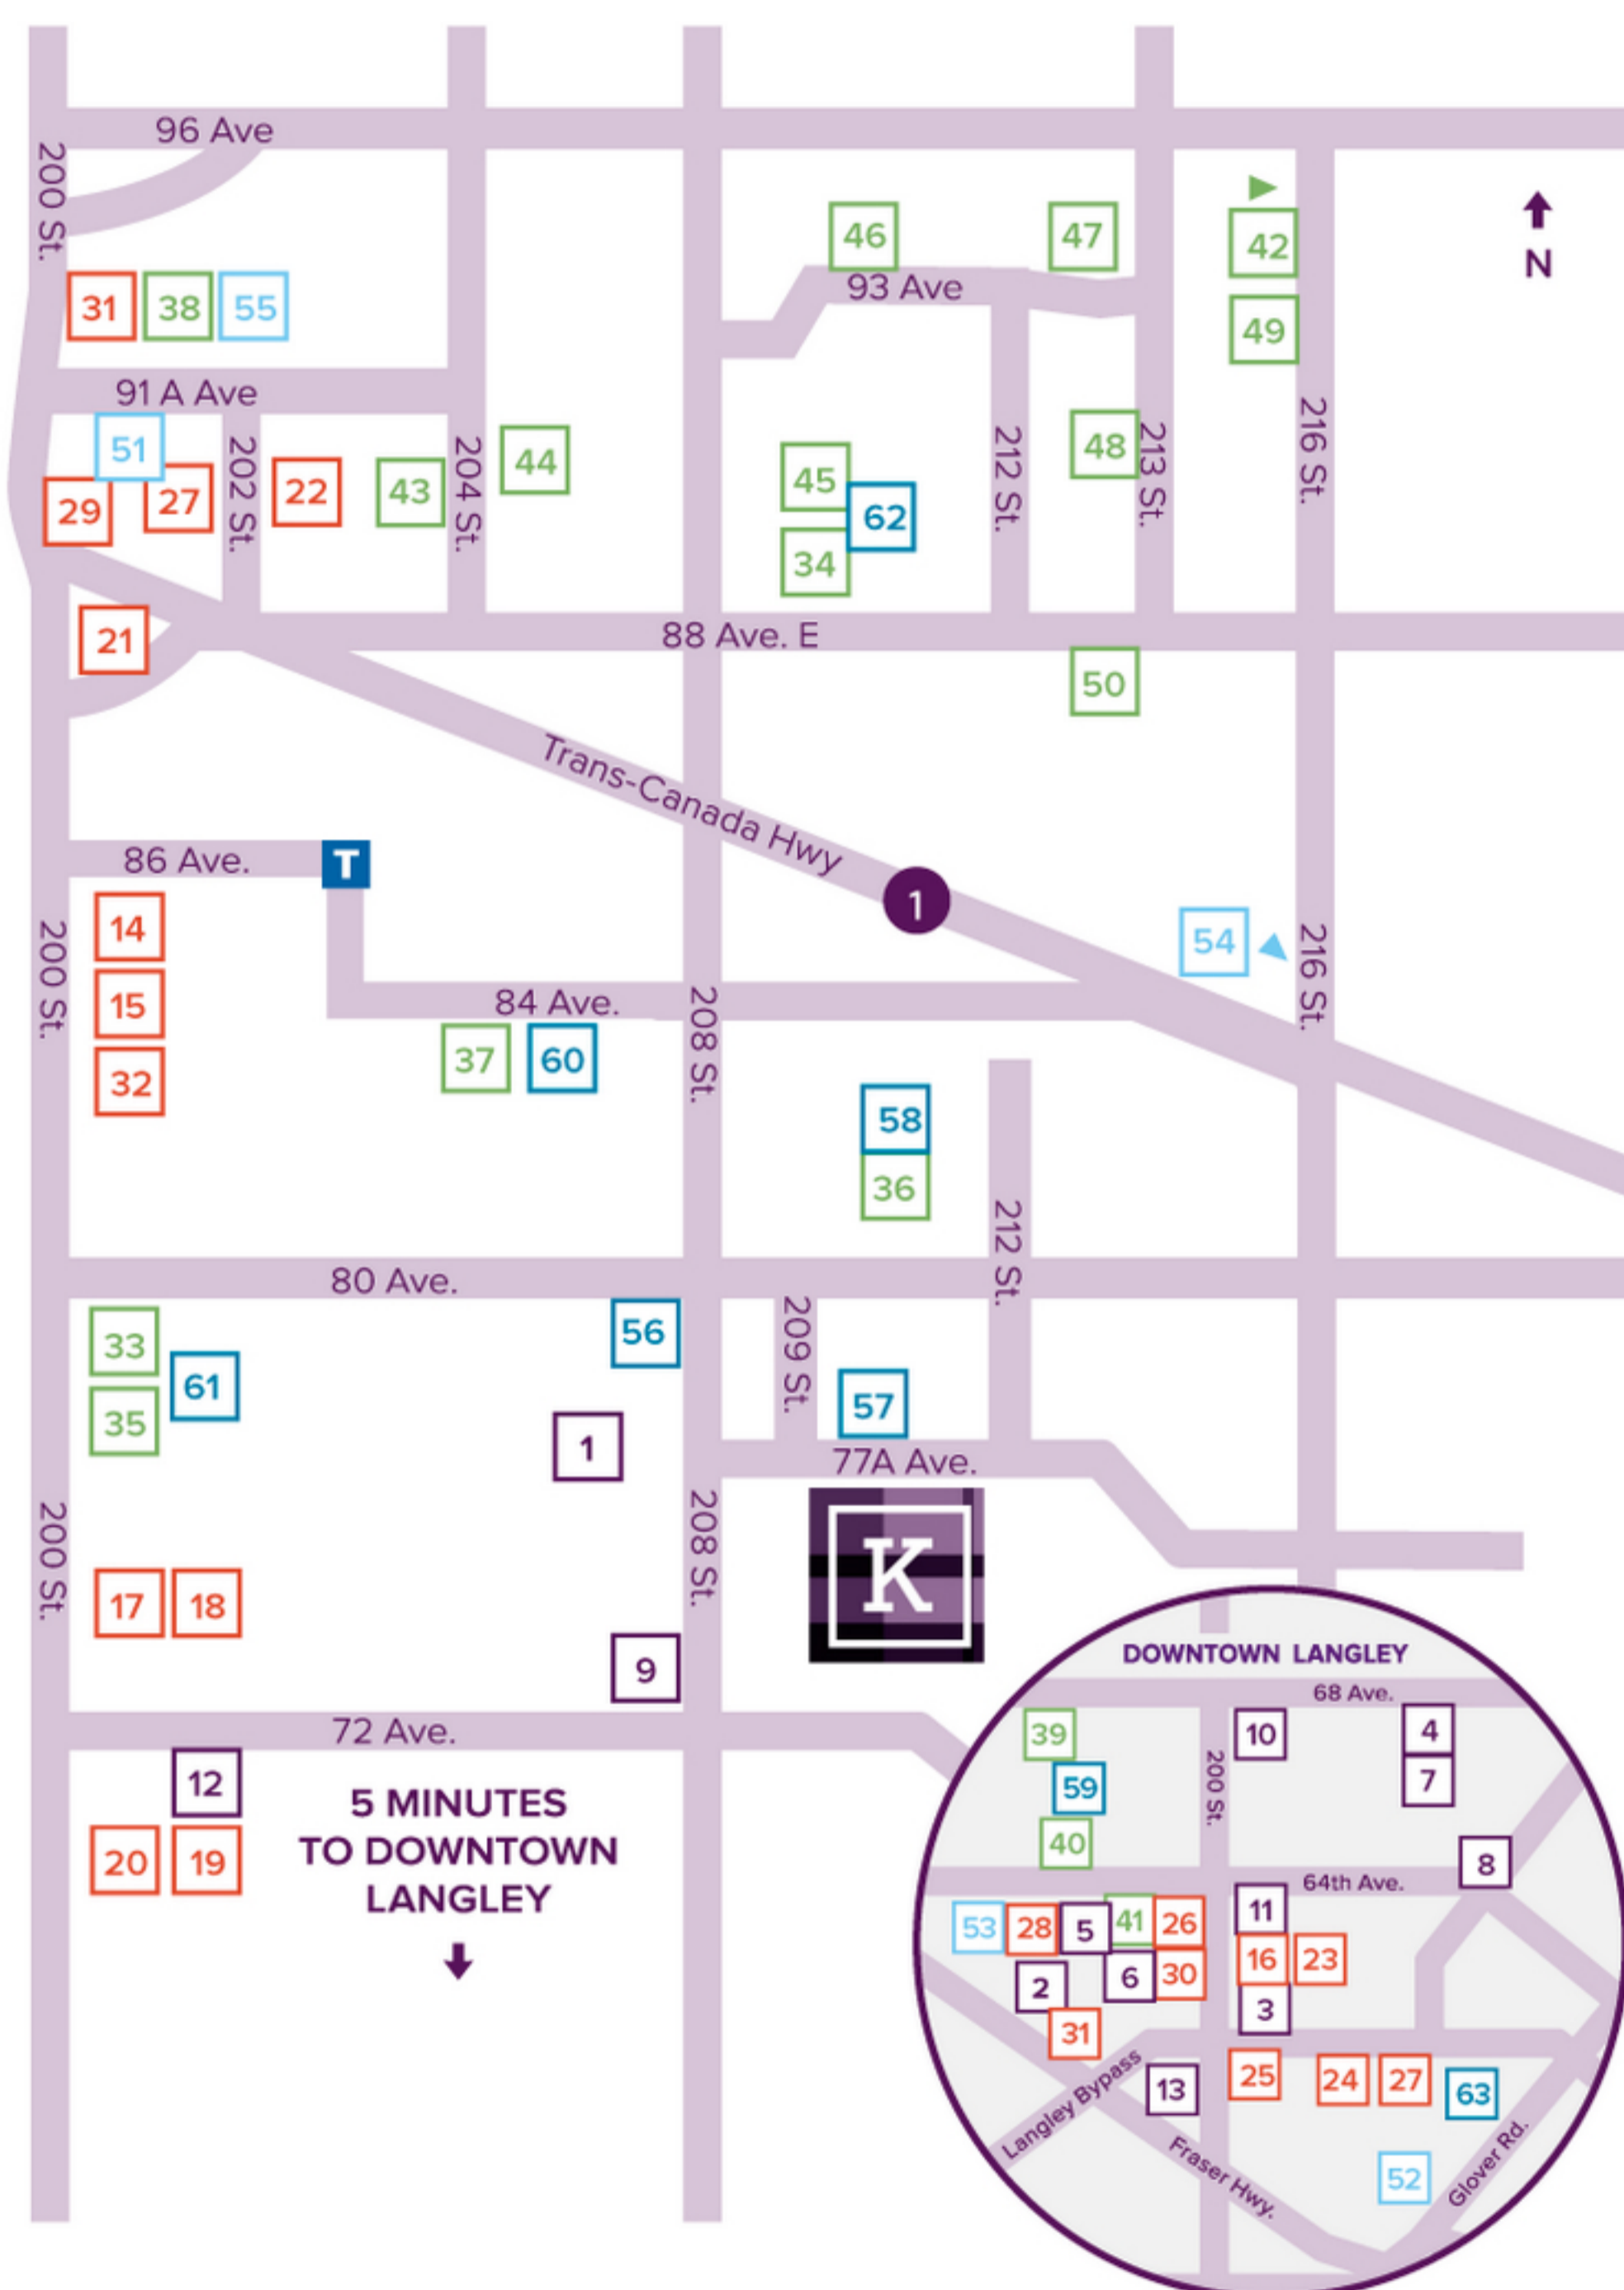 96 Ave
200 St.
46
47
42
N
93 Ave
31 38 55
49
91 A Ave
51
202 St.
204 St.
44
212 St.
48
213 St.
216 St.
29
27
22
43
45
62
34
21
88 Ave. E
50
Trans-Canada Hwy
86 Ave.
T
1
14
200 St.
54
216 St.
15
84 Ave.
208 St.
32
37 60
58
36
212 St.
80 Ave.
33
61
35
56
209 St.
57
1
77A Ave.
200 St.
208 St.
K
17 18
9
72 Ave.
12
20 19
5 MINUTES
TO DOWNTOWN
LANGLEY
DOWNTOWN LANGLEY
68 Ave.
39
200 St.
10
4
59
7
40
8
64th Ave.
53 28 5 41 26
11
2
6 30
16 23
31
3
Langley Bypass
13
25
24 27 63
Fraser Hwy.
52
Glover Rd.